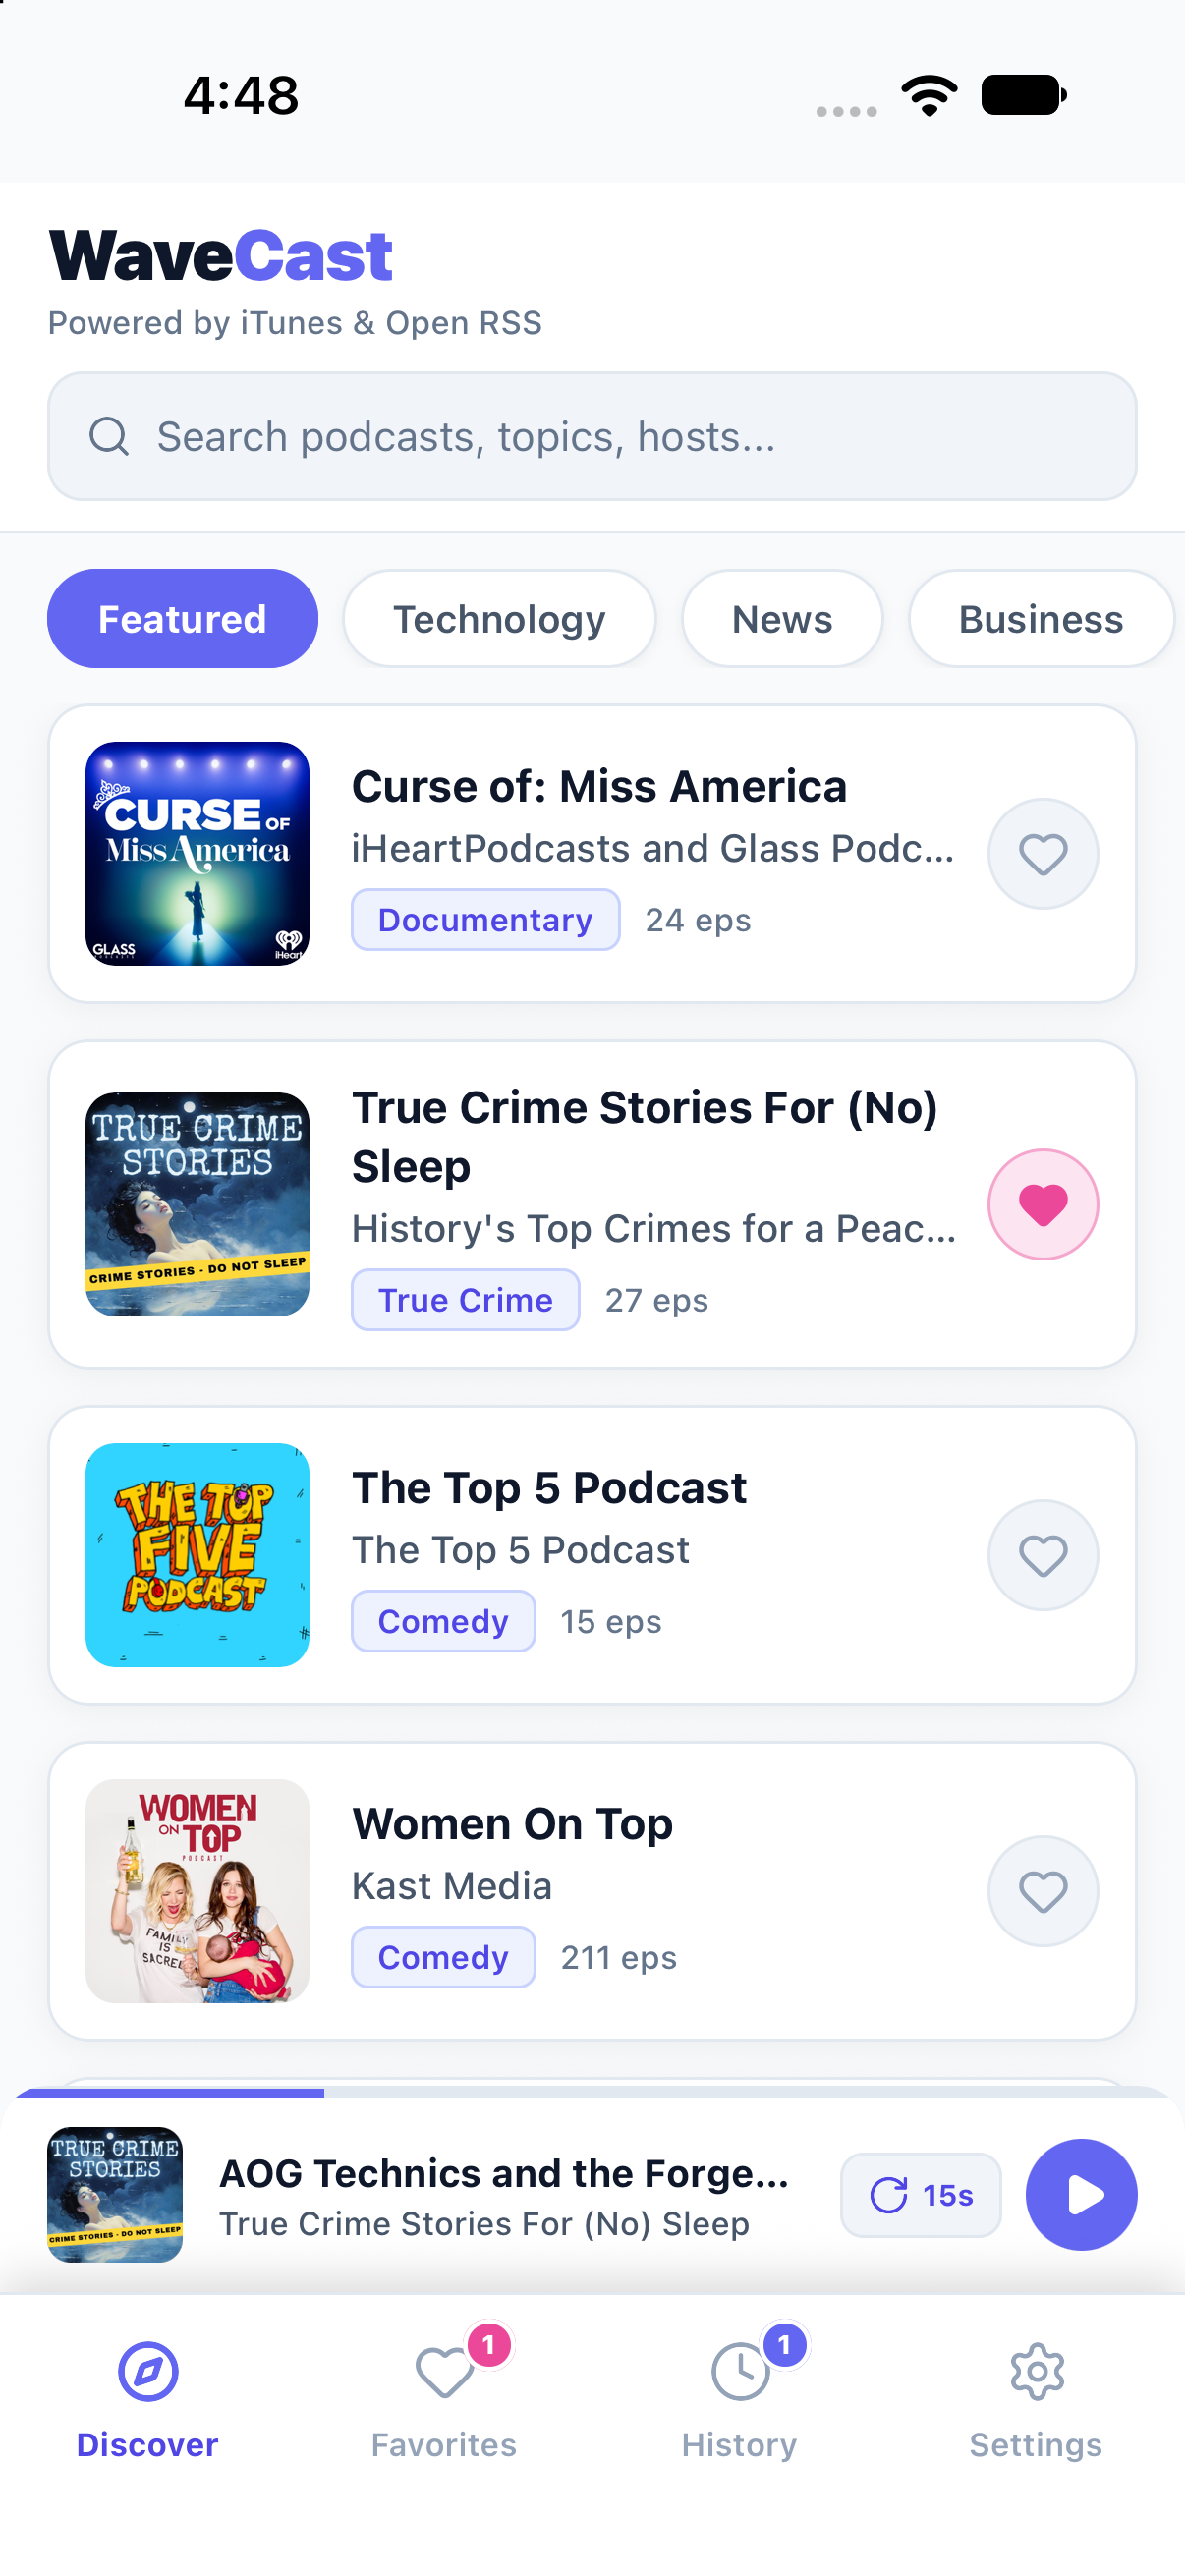 4:48
WaveCast
Powered by iTunes & Open RSS
Search podcasts, topics, hosts...
Featured
Technology
News
Business
CURSE OF
Miss America
GLASS
PODCASTS
iHeart
Curse of: Miss America
iHeartPodcasts and Glass Podc...
Documentary
24 eps
TRUE CRIME
STORIES
CRIME STORIES - DO NOT SLEEP
True Crime Stories For (No)
Sleep
History's Top Crimes for a Peac...
True Crime
27 eps
THE TOP
FIVE
PODCAST
The Top 5 Podcast
The Top 5 Podcast
Comedy
15 eps
WOMEN
ON TOP
PODCAST
FAMILY
IS
SACRED
Women On Top
Kast Media
Comedy
211 eps
TRUE CRIME
STORIES
CRIME STORIES - DO NOT SLEEP
AOG Technics and the Forge...
True Crime Stories For (No) Sleep
15s
1
1
Discover
Favorites
History
Settings